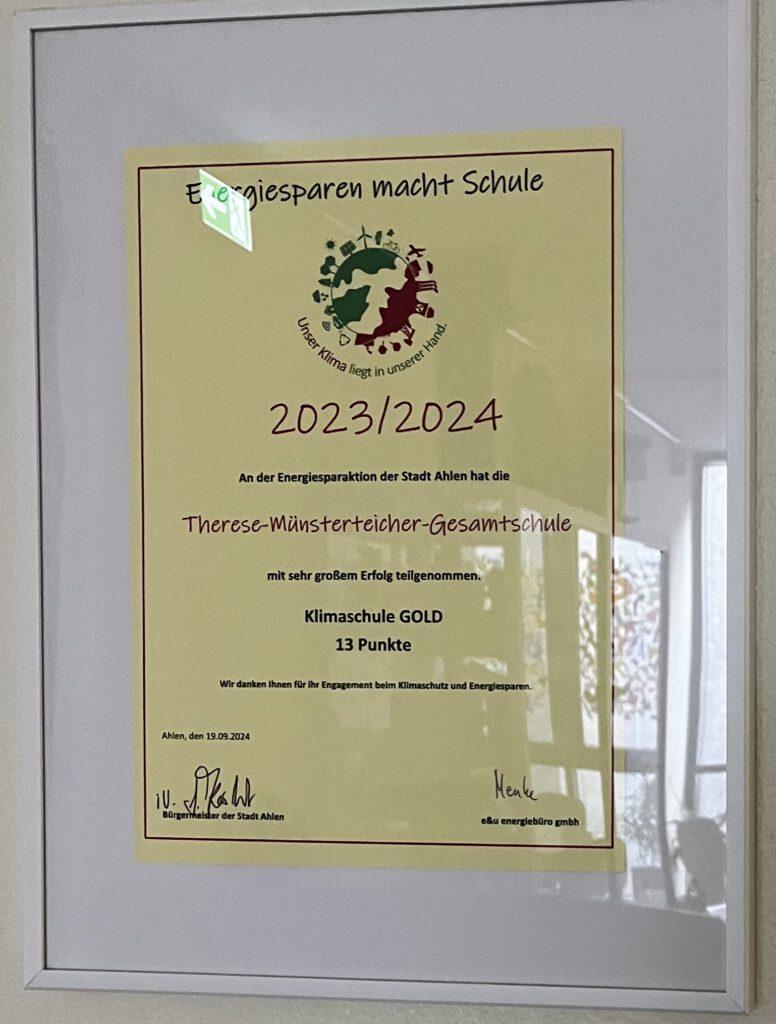 Energiesparen macht Schule
Unser Klima liegt in unserer Hand.
2023/2024
An der Energiesparaktion der Stadt Ahlen hat die
Therese-Münsterteicher-Gesamtschule
mit sehr großem Erfolg teilgenommen.
Klimaschule GOLD
13 Punkte
Wir danken Ihnen für ihr Engagement beim Klimaschutz und Energiesparen.
Ahlen, den 19.09.2024
Menke
Bürgermeister der Stadt Ahlen
e&u energiebüro gmbh